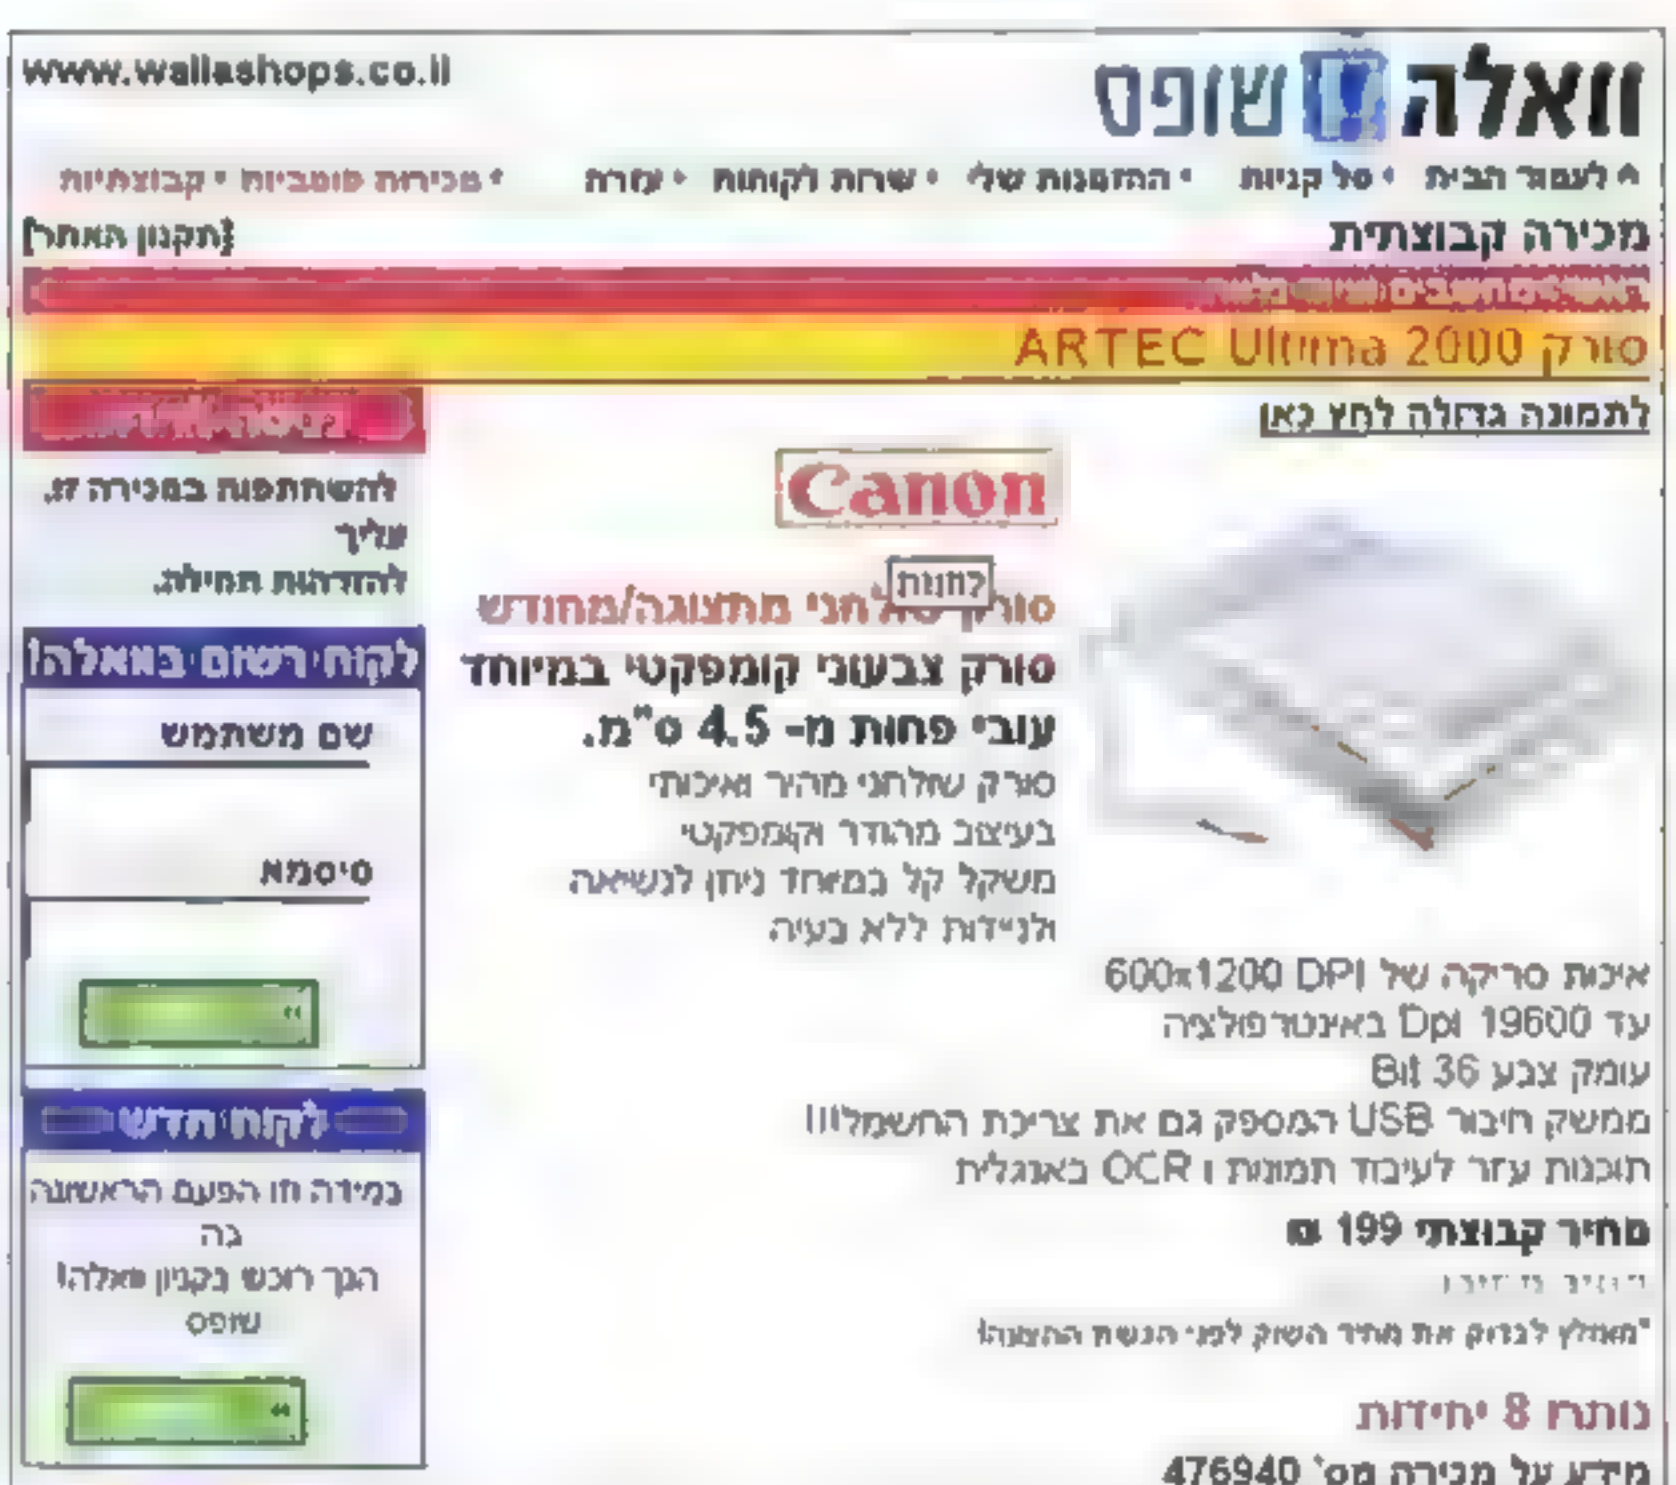 www.wallashops.co.il
וואלה! שופס
לעמוד הבית • סל קניות • ההזמנות שלי • שרות לקוחות • עזרה • מכירות פומביות • קבוצתיות
מכירה קבוצתית
[תקנון האתר]
סורק ARTEC Ultima 2000
לתמונה גדולה לחץ כאן
Canon
לחנות
סורק שולחני מתצוגה/מחודש
סורק צבעוני קומפקטי במיוחד
עובי פחות מ- 4.5 ס"מ.
סורק שולחני מהיר ואיכותי
בעיצוב מהודר וקומפקטי
משקל קל במיוחד ניתן לנשיאה
ולניידות ללא בעיה
איכות סריקה של 600x1200 DPI
עד 19600 Dpi באינטרפולציה
עומק צבע 36 Bit
ממשק חיבור USB המספק גם את צריכת החשמל!!!
תוכנות עזר לעיבוד תמונות ו OCR באנגלית
מחיר קבוצתי 199 ₪
*מומלץ לבדוק את מחיר השוק לפני הגשת ההצעה!
נותרו 8 יחידות
מידע על מכירה מס' 476940
להשתתפות במכירה זו,
עליך
להזדהות תחילה.
לקוח רשום בוואלה!
שם משתמש
סיסמא
לקוח חדש
במידה וזו הפעם הראשונה
בה
הנך רוכש בקניון וואלה!
שופס